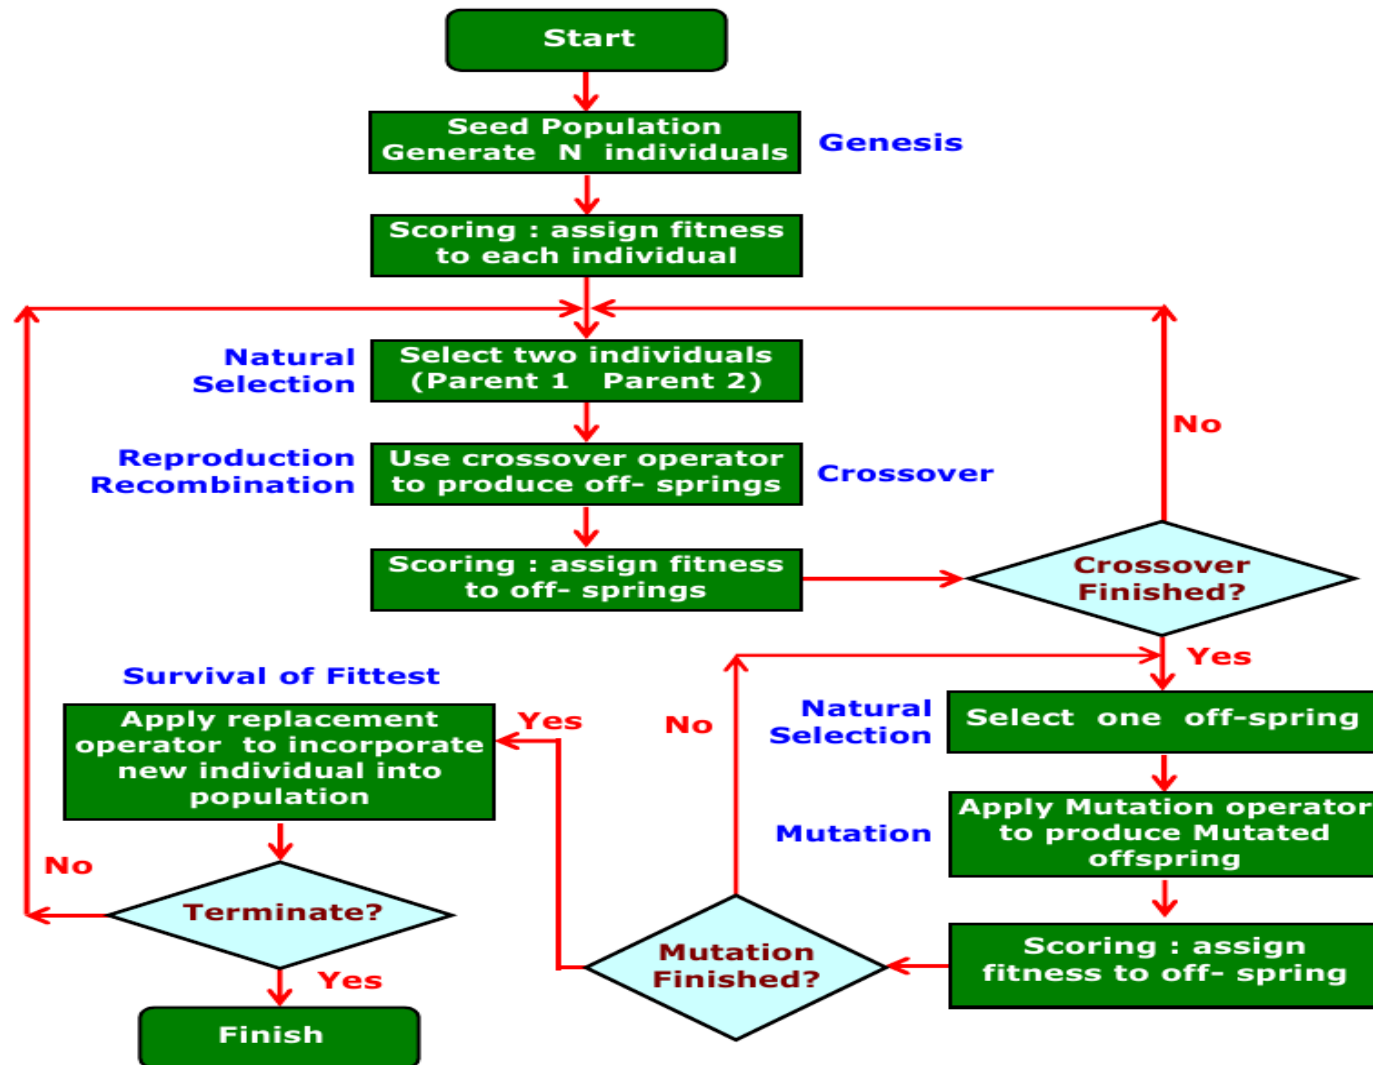 Start
Seed Population
Generate N individuals
Genesis
Scoring : assign fitness
to each individual
Natural
Selection
Select two individuals
(Parent 1 Parent 2)
No
Reproduction
Recombination
Use crossover operator
to produce off- springs
Crossover
Scoring : assign fitness
to off- springs
Crossover
Finished?
Yes
Survival of Fittest
Apply replacement
operator to incorporate
new individual into
population
Yes
No
Natural
Selection
Select one off-spring
Mutation
Apply Mutation operator
to produce Mutated
offspring
No
Terminate?
Mutation
Finished?
Scoring : assign
fitness to off- spring
Yes
Finish